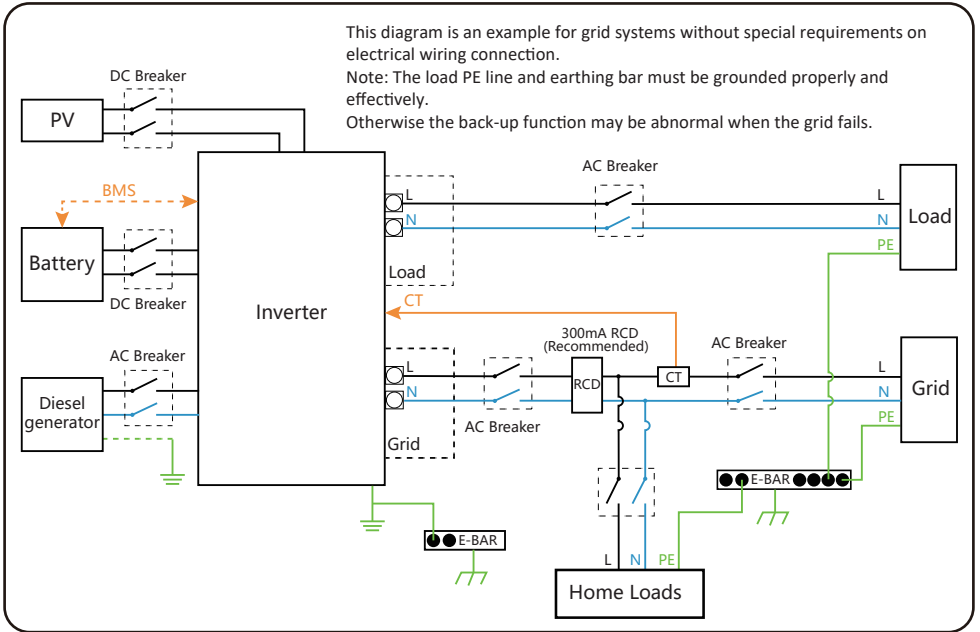 This diagram is an example for grid systems without special requirements on
electrical wiring connection.
Note: The load PE line and earthing bar must be grounded properly and
effectively.
Otherwise the back-up function may be abnormal when the grid fails.
DC Breaker
PV
AC Breaker
BMS
L
N
L
N
PE
Load
Battery
Load
DC Breaker
Inverter
CT
300mA RCD
(Recommended)
AC Breaker
AC Breaker
L
N
RCD
CT
L
N
PE
Grid
Diesel
generator
AC Breaker
Grid
E-BAR
E-BAR
L
N
PE
Home Loads